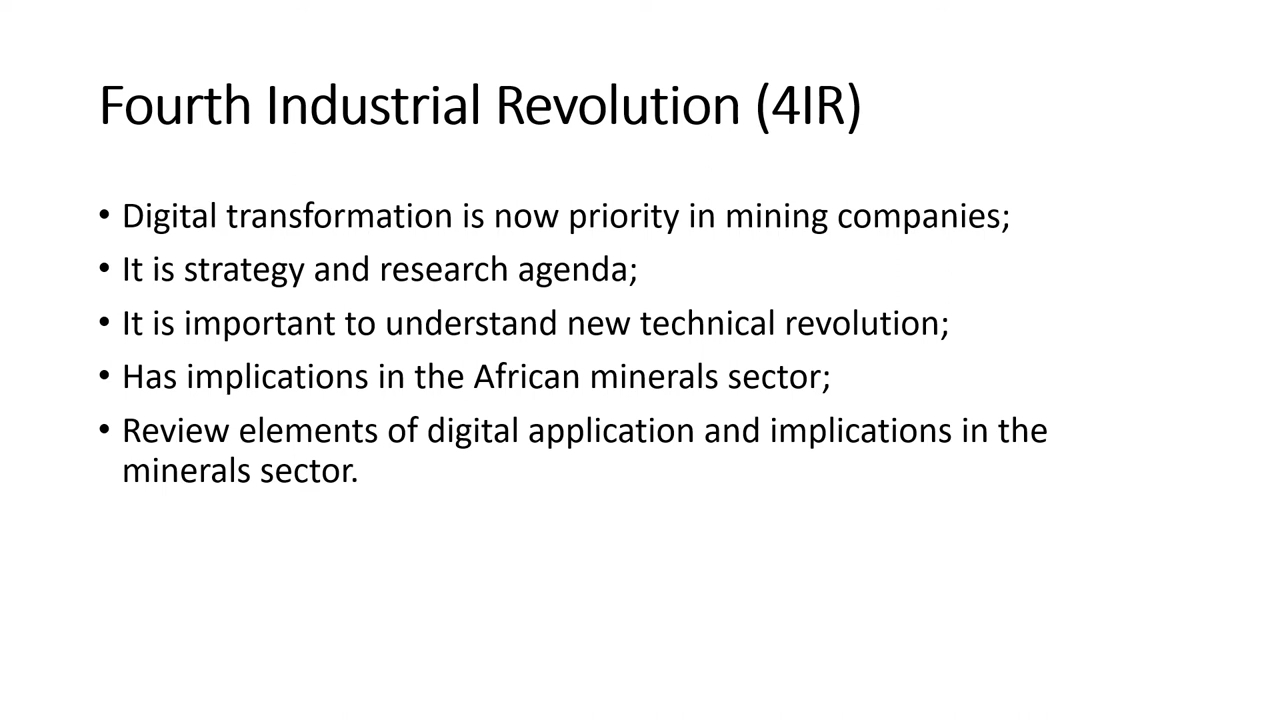 Fourth Industrial Revolution (4IR)
• Digital transformation is now priority in mining companies;
• It is strategy and research agenda;
• It is important to understand new technical revolution;
• Has implications in the African minerals sector;
• Review elements of digital application and implications in the
minerals sector.